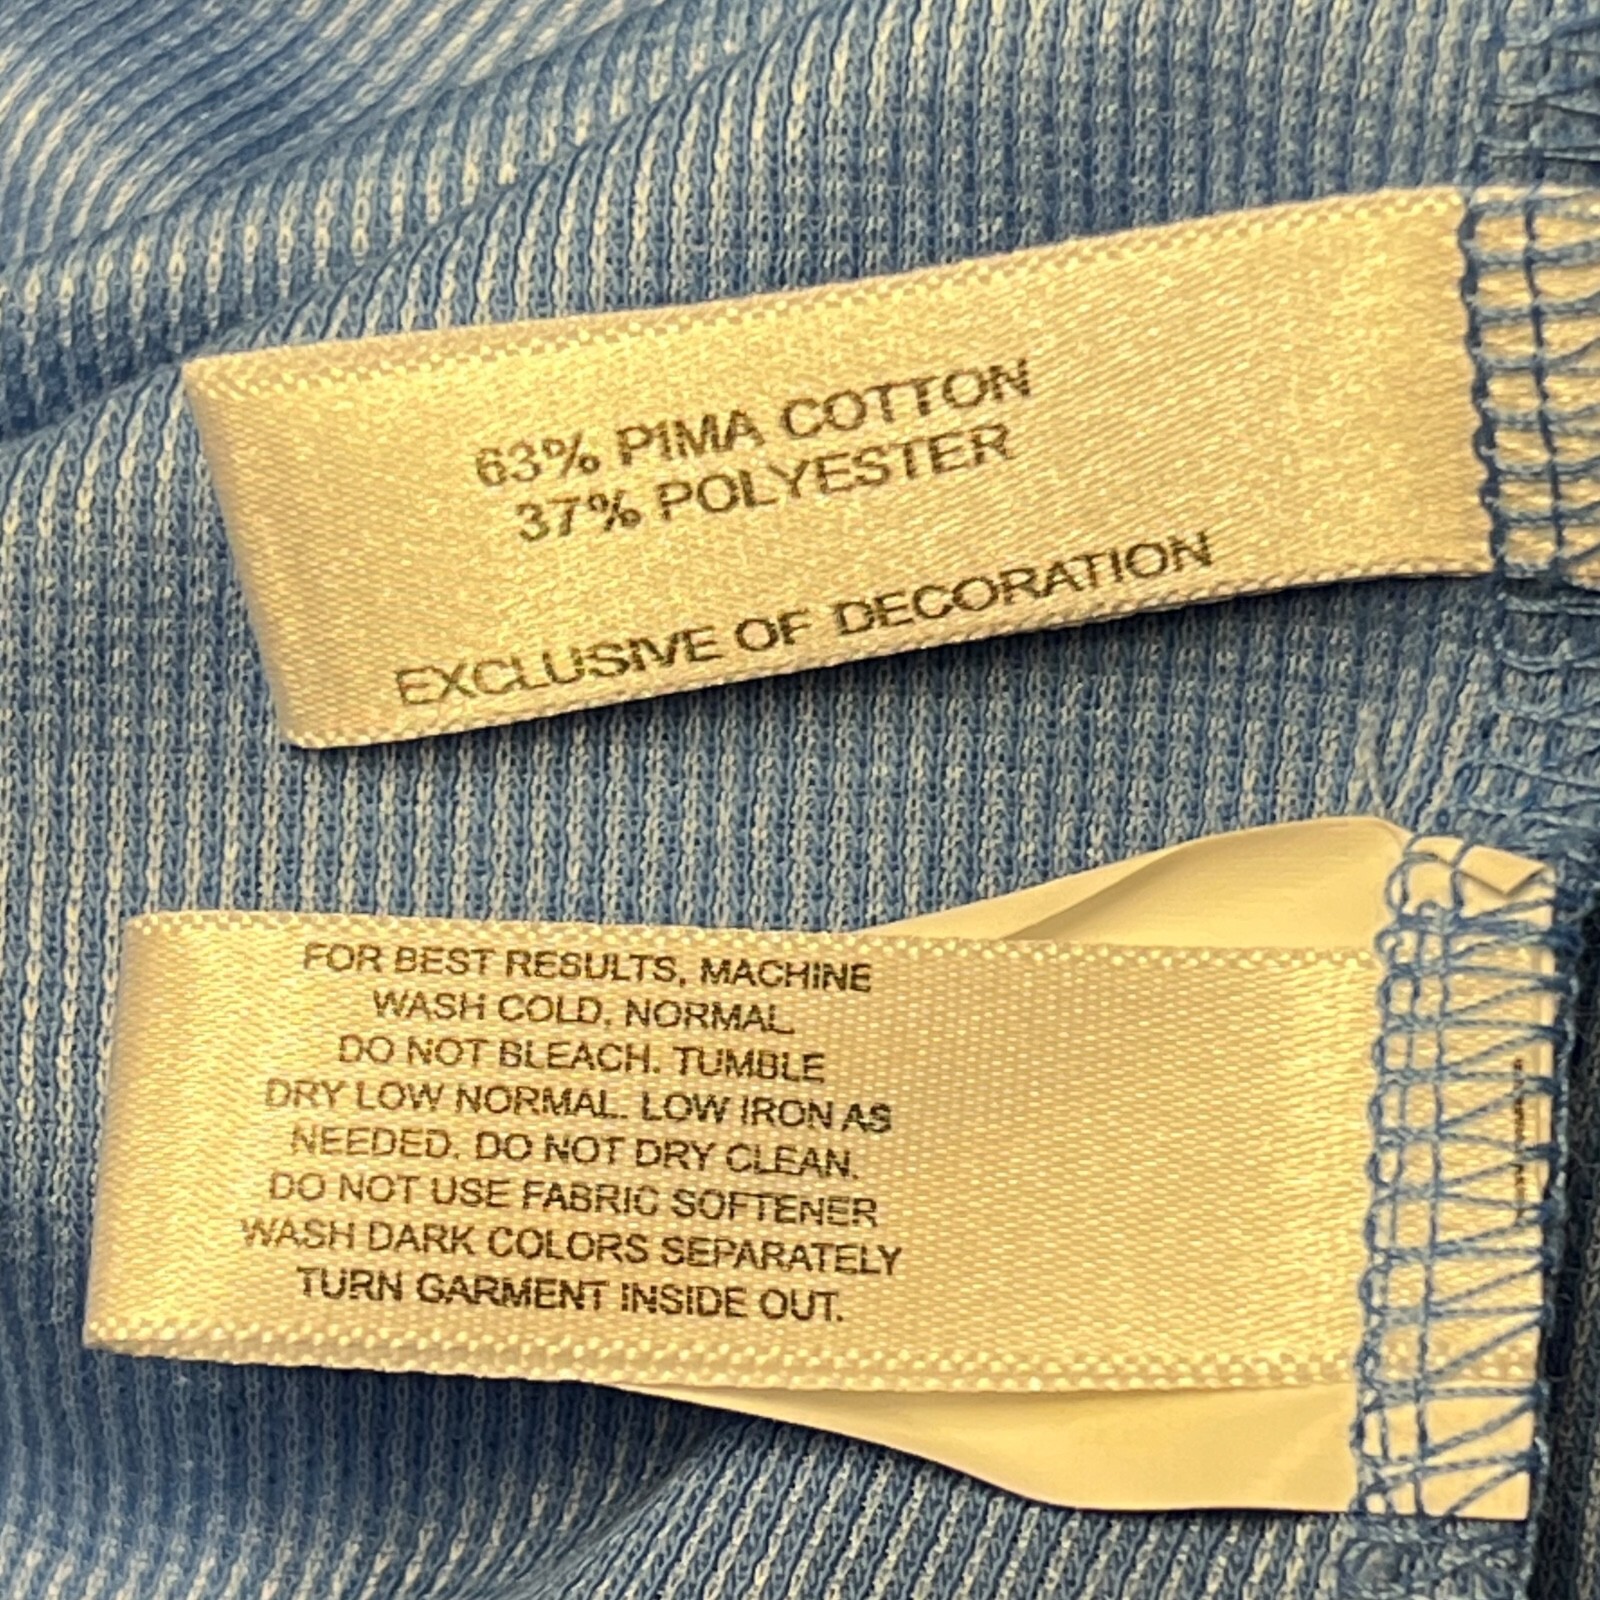 63% PIMA COTTON
37% POLYESTER
EXCLUSIVE OF DECORATION
FOR BEST RESULTS, MACHINE
WASH COLD, NORMAL.
DO NOT BLEACH. TUMBLE
DRY LOW NORMAL. LOW IRON AS
NEEDED. DO NOT DRY CLEAN.
DO NOT USE FABRIC SOFTENER
WASH DARK COLORS SEPARATELY
TURN GARMENT INSIDE OUT.